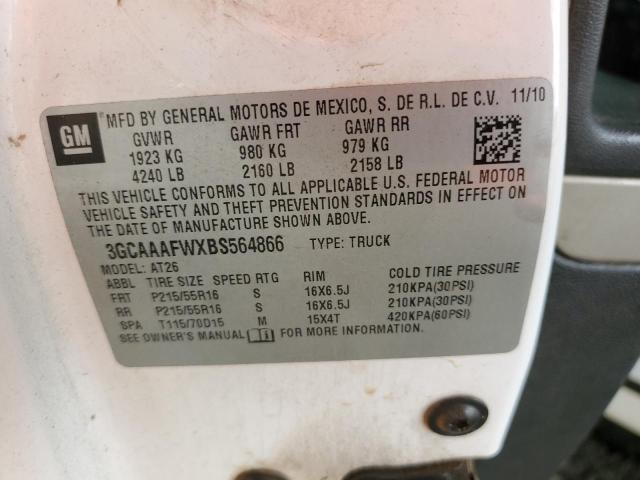 GM
MFD BY GENERAL MOTORS DE MEXICO, S. DE R.L. DE C.V. 11/10
GVWR GAWR FRT GAWR RR
1923 KG 980 KG 979 KG
4240 LB 2160 LB 2158 LB
THIS VEHICLE CONFORMS TO ALL APPLICABLE U.S. FEDERAL MOTOR
VEHICLE SAFETY AND THEFT PREVENTION STANDARDS IN EFFECT ON
THE DATE OF MANUFACTURE SHOWN ABOVE.
3GCAAAFWXBS564866 TYPE: TRUCK
MODEL: AT26
ABBL TIRE SIZE SPEED RTG RIM COLD TIRE PRESSURE
FRT P215/55R16 S 16X6.5J 210KPA(30PSI)
RR P215/55R16 S 16X6.5J 210KPA(30PSI)
SPA T115/70D15 M 15X4T 420KPA(60PSI)
SEE OWNER'S MANUAL FOR MORE INFORMATION.